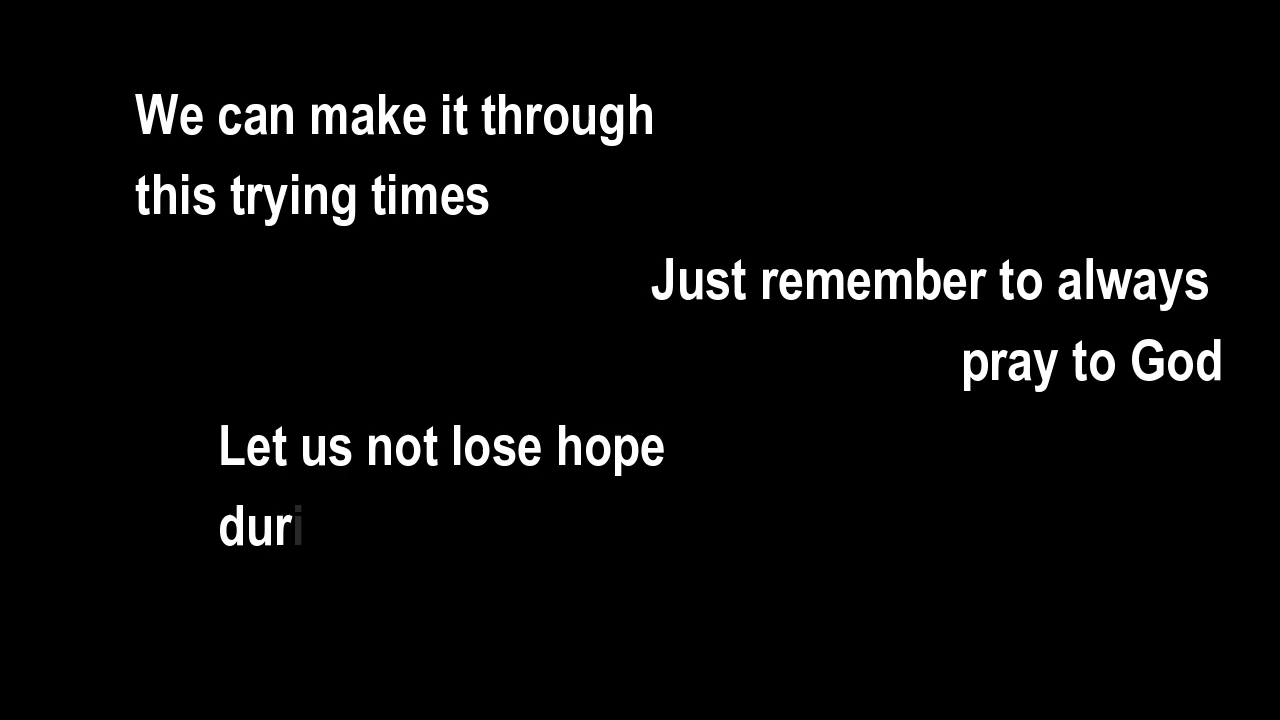 We can make it through
this trying times
Just remember to always
pray to God
Let us not lose hope
duri